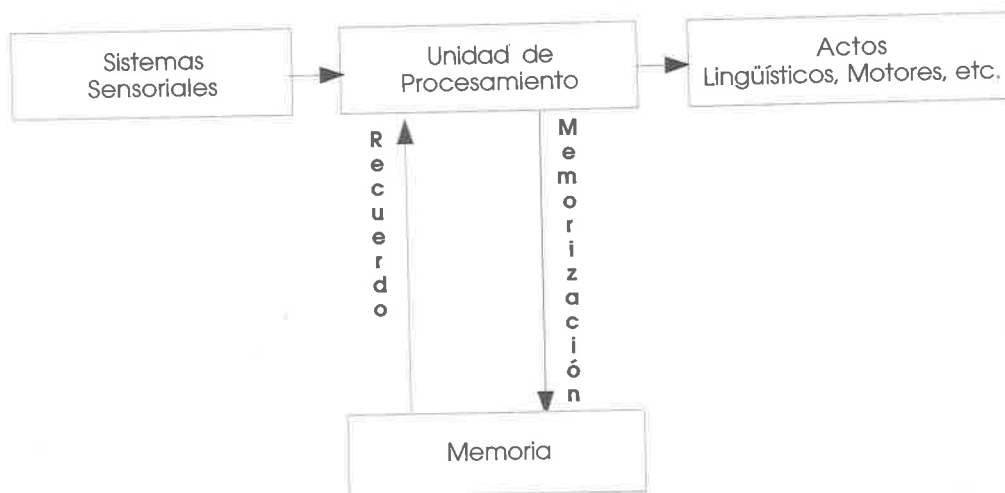 Sistemas
Sensoriales
Unidad de
Procesamiento
Actos
Lingüísticos, Motores, etc.
Recuerdo
Memorización
Memoria